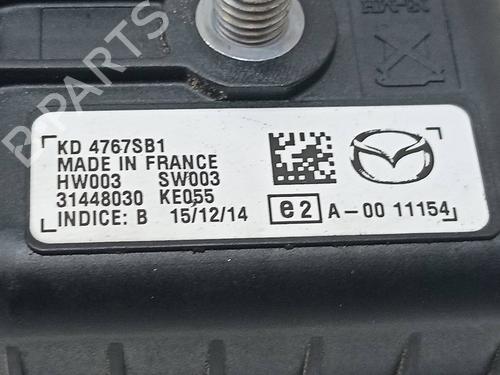 B-PARTS
KD 4767SB1
MADE IN FRANCE
HW003 SW003
31448030 KE055
INDICE: B 15/12/14
e2 A-00 11154